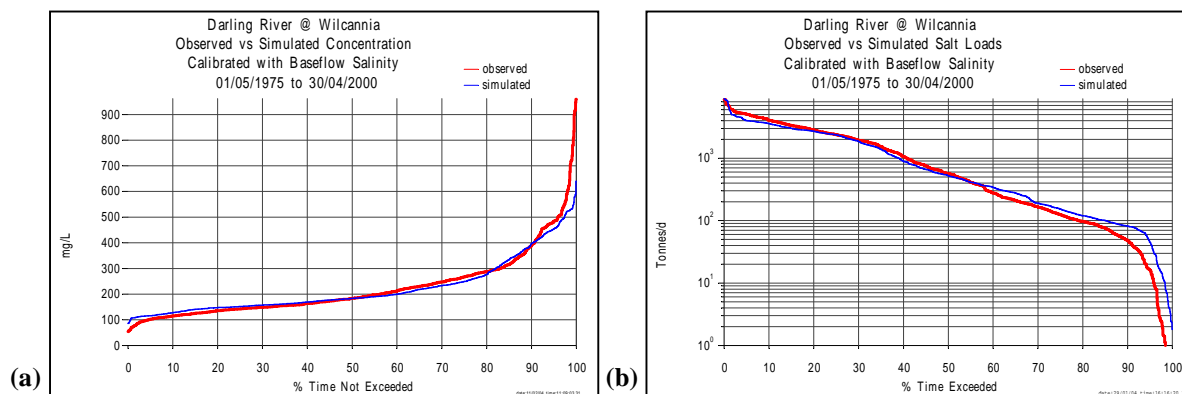 Darling River @ Wilcannia
Observed vs Simulated Concentration
Calibrated with Baseflow Salinity
01/05/1975 to 30/04/2000
observed
simulated
900
800
700
600
500
400
300
200
100
0
mg/L
0 10 20 30 40 50 60 70 80 90 100
% Time Not Exceeded
(a)
Darling River @ Wilcannia
Observed vs Simulated Salt Loads
Calibrated with Baseflow Salinity
01/05/1975 to 30/04/2000
observed
simulated
10³
10²
10¹
10⁰
Tonnes/d
0 10 20 30 40 50 60 70 80 90 100
% Time Exceeded
(b)